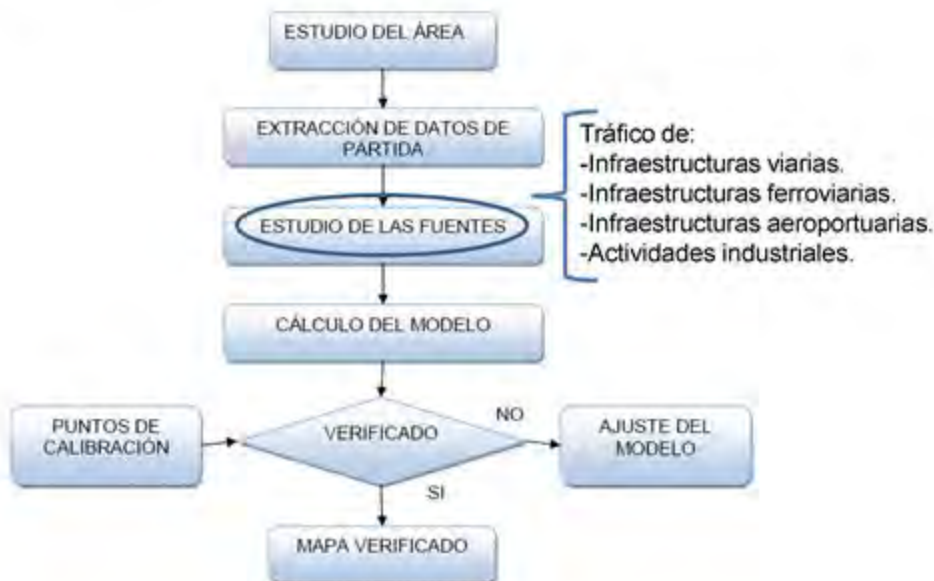 ESTUDIO DEL ÁREA
EXTRACCIÓN DE DATOS DE
PARTIDA
ESTUDIO DE LAS FUENTES
Tráfico de:
-Infraestructuras viarias.
-Infraestructuras ferroviarias.
-Infraestructuras aeroportuarias.
-Actividades industriales.
CÁLCULO DEL MODELO
PUNTOS DE
CALIBRACIÓN
VERIFICADO
NO
AJUSTE DEL
MODELO
SI
MAPA VERIFICADO